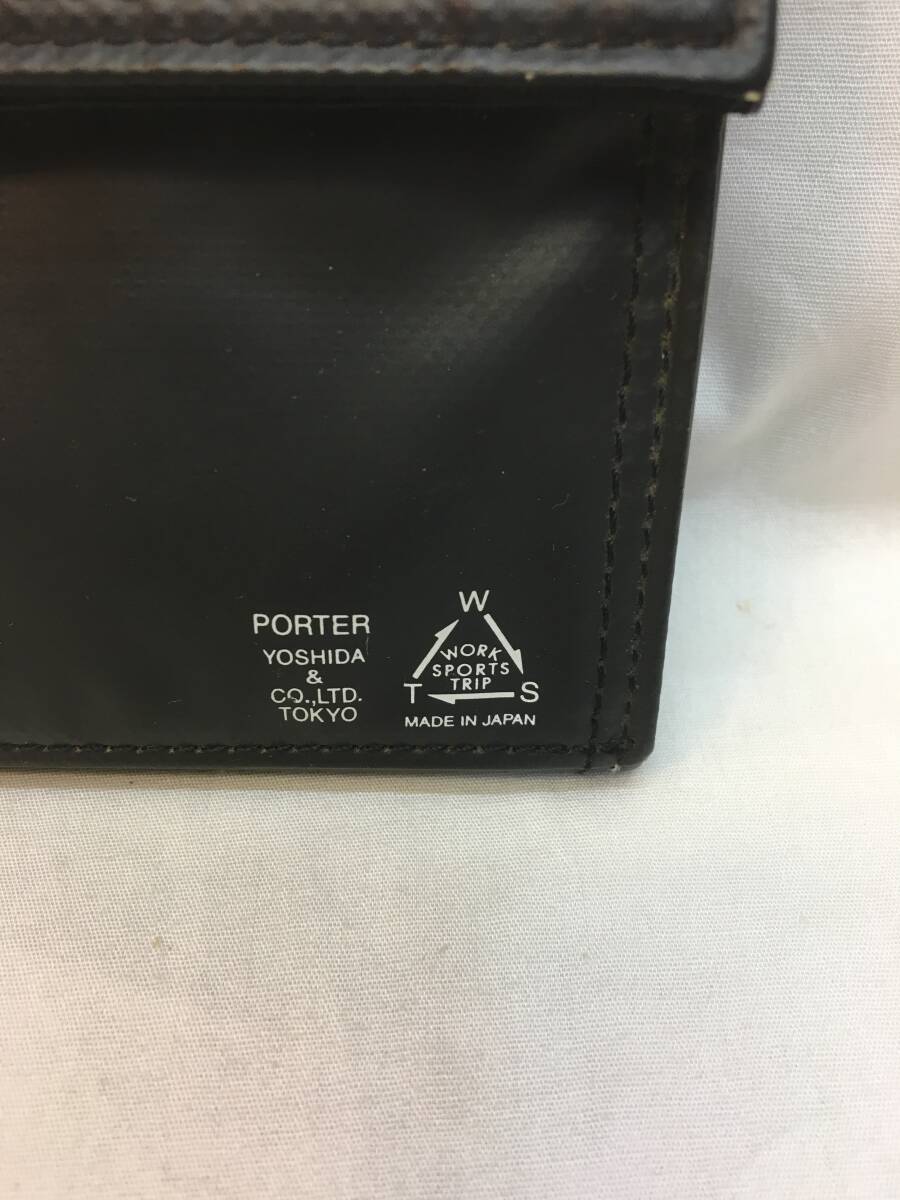 PORTER
YOSHIDA
&
CO.,LTD.
TOKYO
W
WORK
SPORTS
TRIP
T
S
MADE IN JAPAN